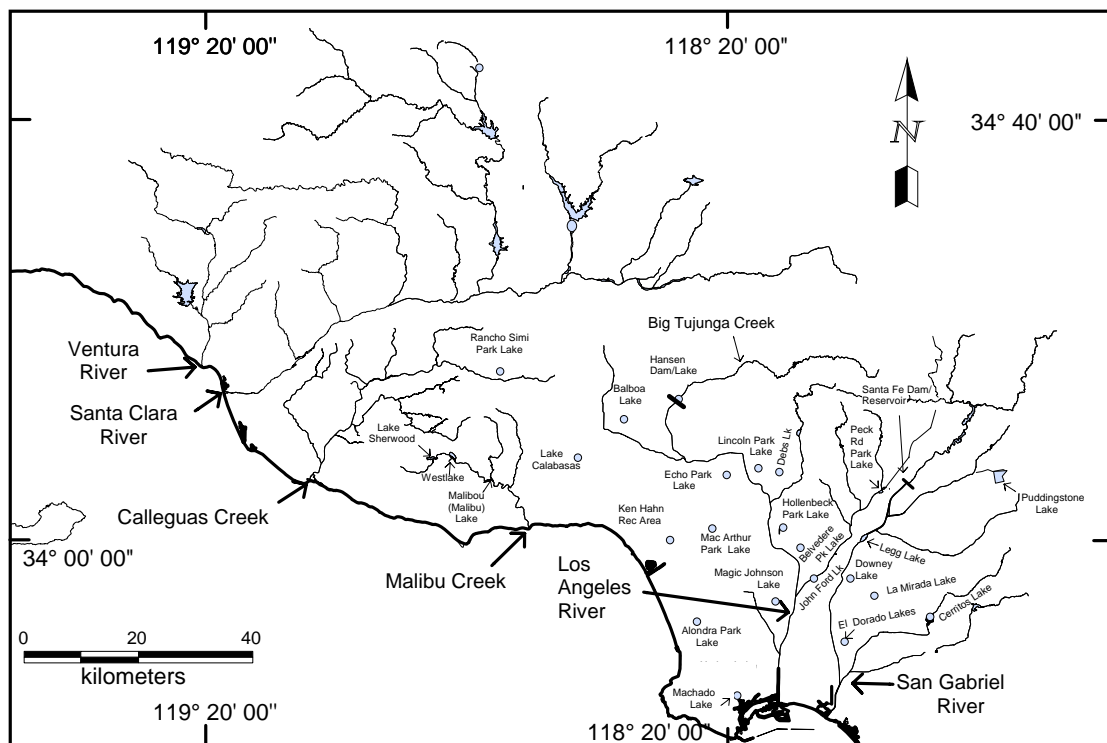 119° 20' 00"
118° 20' 00"
34° 40' 00"
N
Big Tujunga Creek
Rancho Simi
Park Lake
Hansen
Dam/Lake
Ventura
River
Balboa
Lake
Santa Fe Dam/
Reservoir
Santa Clara
River
Lake
Sherwood
Westlake
Lake
Calabasas
Lincoln Park
Lake
Debs Lk
Peck
Rd
Park
Lake
Echo Park
Lake
Malibou
(Malibu)
Lake
Puddingstone
Lake
Calleguas Creek
Ken Hahn
Rec Area
Hollenbeck
Park Lake
Mac Arthur
Park Lake
Belvedere
Pk Lake
Legg Lake
34° 00' 00"
Malibu Creek
Los
Angeles
River
Magic Johnson
Lake
John Ford Lk
Downey
Lake
La Mirada Lake
Cerritos Lake
El Dorado Lakes
Alondra Park
Lake
0 20 40
kilometers
San Gabriel
River
Machado
Lake
119° 20' 00"
118° 20' 00"